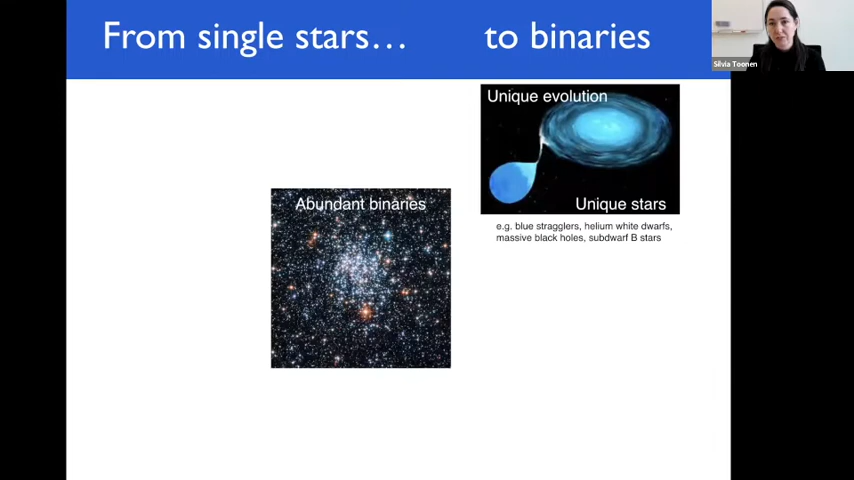 From single stars... to binaries
Silvia Toonen
Unique evolution
Unique stars
e.g. blue stragglers, helium white dwarfs,
massive black holes, subdwarf B stars
Abundant binaries